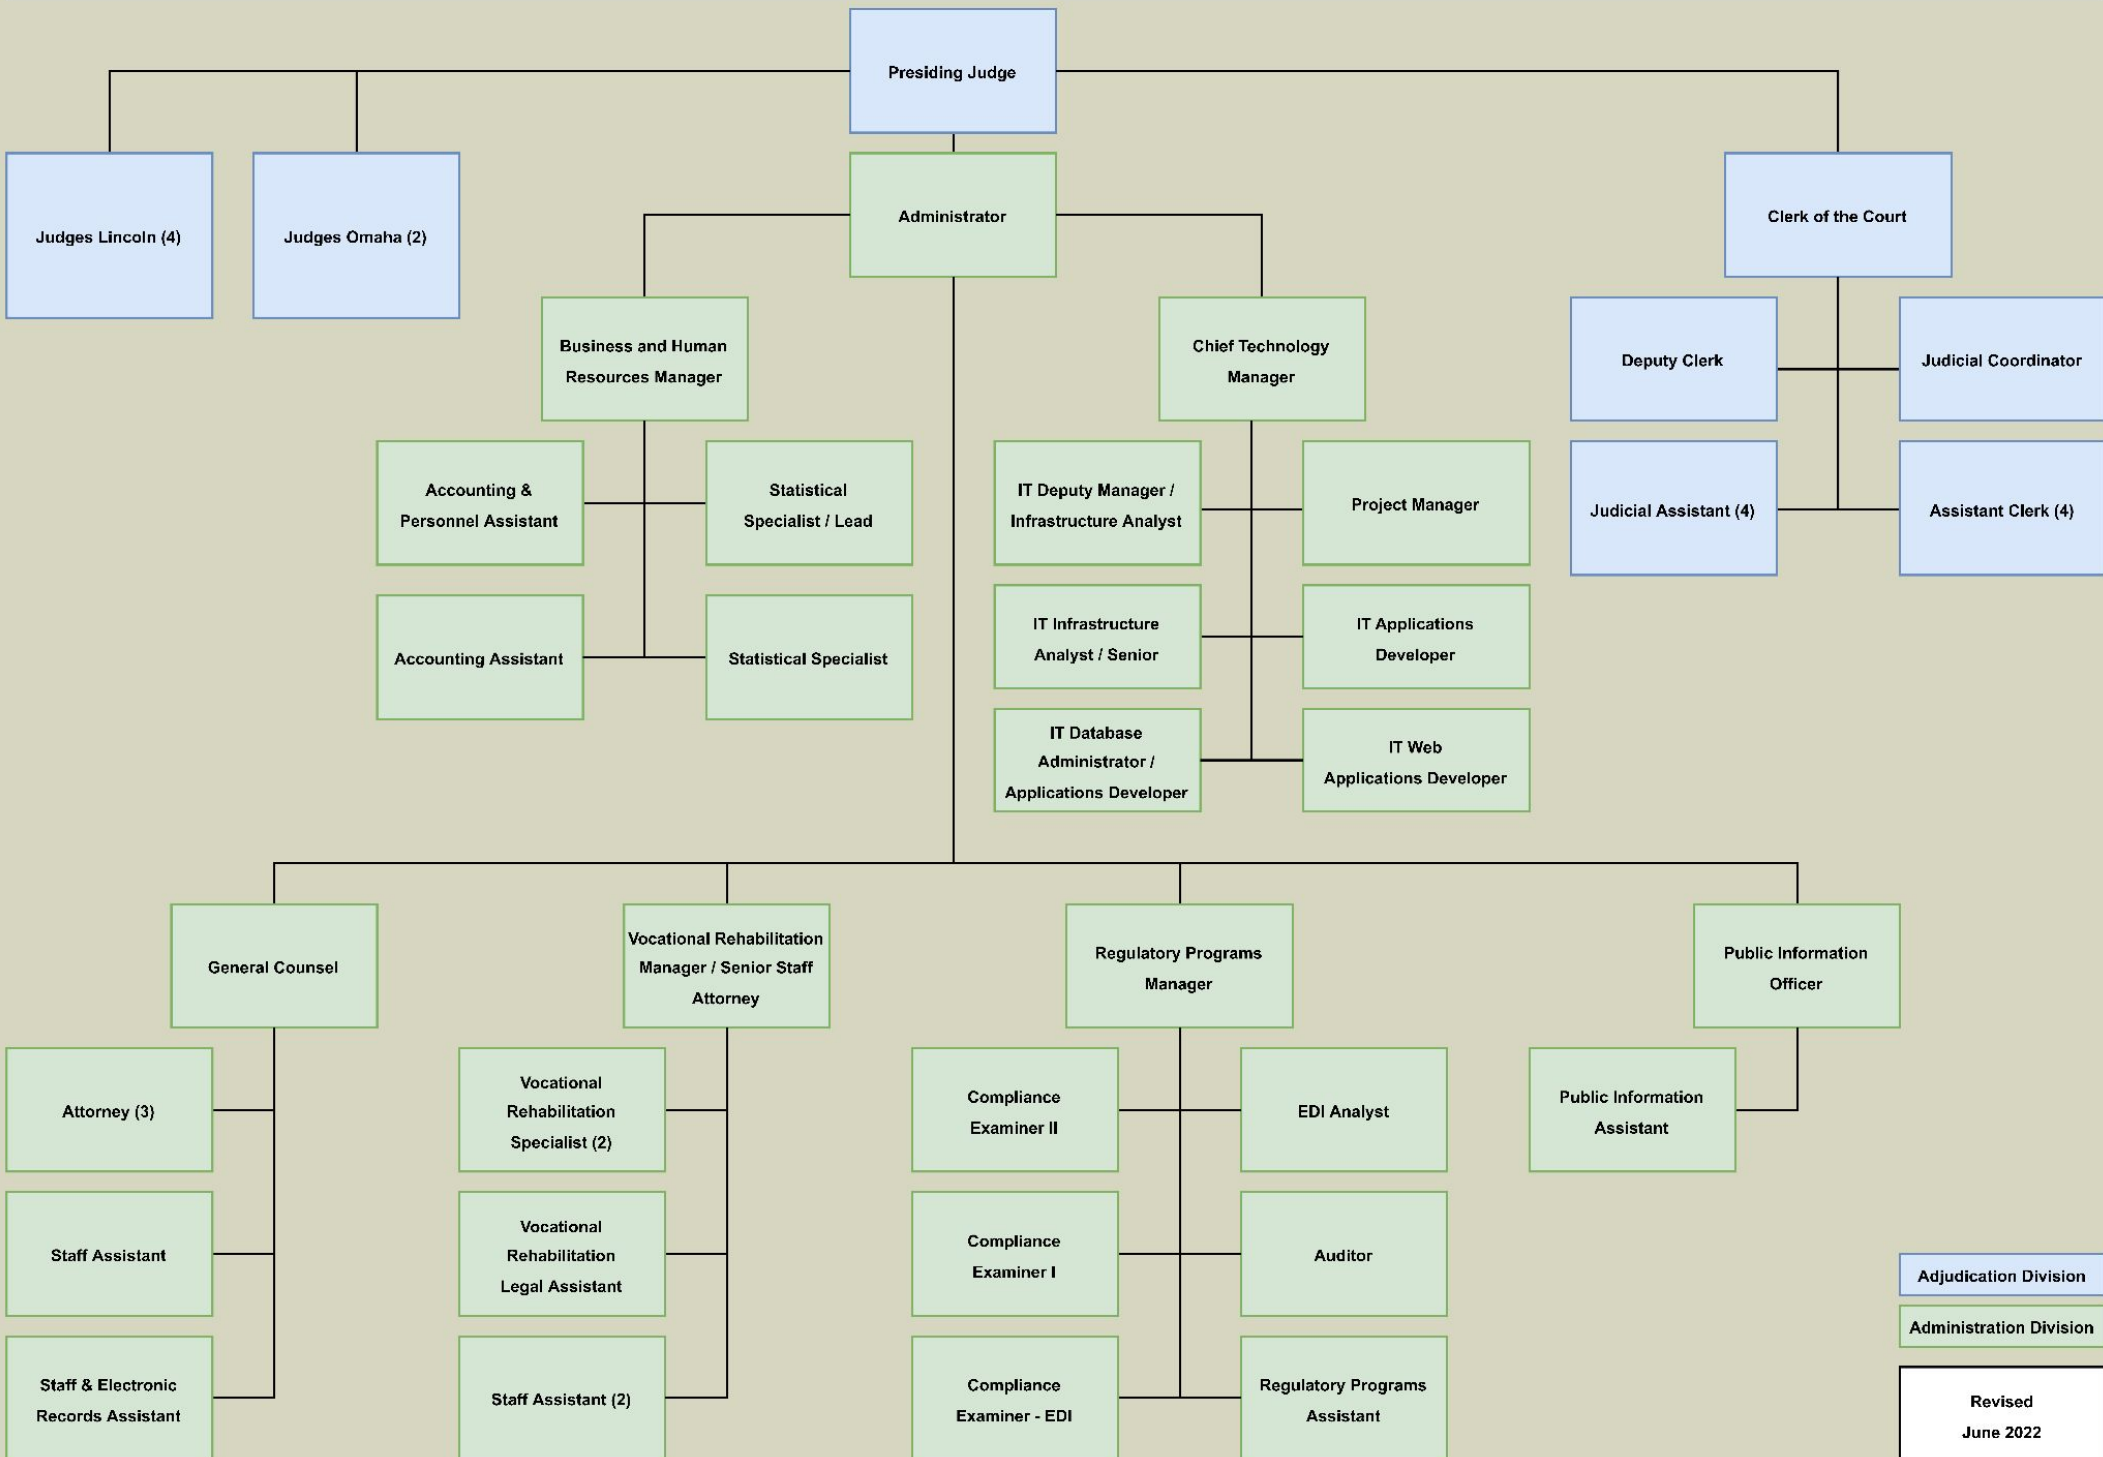 Presiding Judge
Judges Lincoln (4)
Judges Omaha (2)
Administrator
Clerk of the Court
Business and Human
Resources Manager
Chief Technology
Manager
Deputy Clerk
Judicial Coordinator
Accounting &
Personnel Assistant
Statistical
Specialist / Lead
IT Deputy Manager /
Infrastructure Analyst
Project Manager
Judicial Assistant (4)
Assistant Clerk (4)
Accounting Assistant
Statistical Specialist
IT Infrastructure
Analyst / Senior
IT Applications
Developer
IT Database
Administrator /
Applications Developer
IT Web
Applications Developer
General Counsel
Vocational Rehabilitation
Manager / Senior Staff
Attorney
Regulatory Programs
Manager
Public Information
Officer
Attorney (3)
Vocational
Rehabilitation
Specialist (2)
Compliance
Examiner II
EDI Analyst
Public Information
Assistant
Staff Assistant
Vocational
Rehabilitation
Legal Assistant
Compliance
Examiner I
Auditor
Staff & Electronic
Records Assistant
Staff Assistant (2)
Compliance
Examiner - EDI
Regulatory Programs
Assistant
Adjudication Division
Administration Division
Revised
June 2022